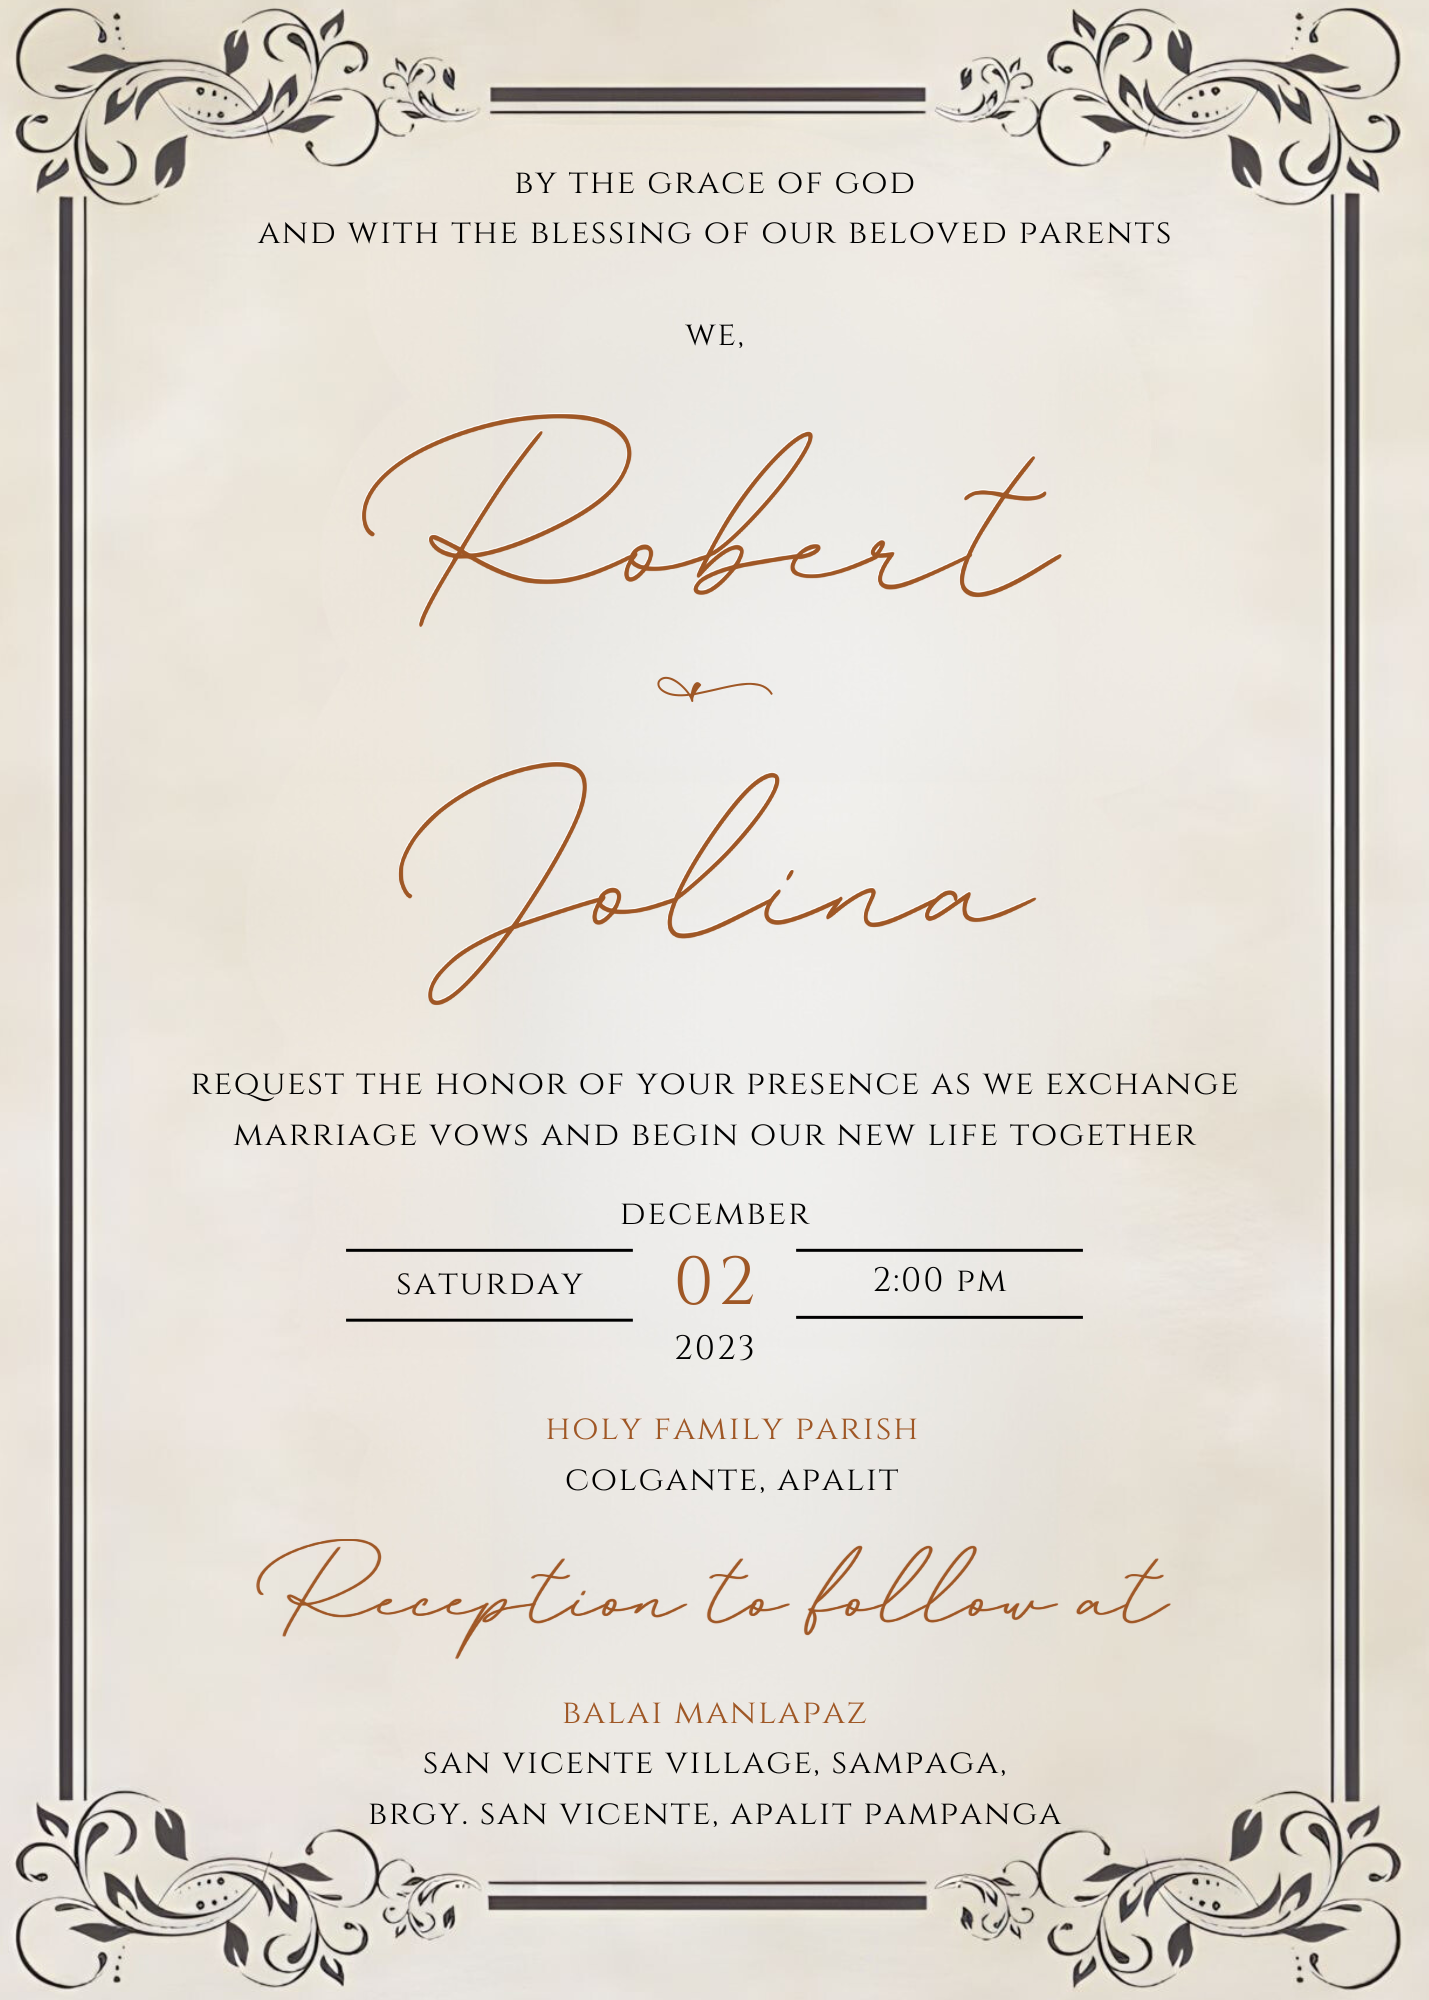 BY THE GRACE OF GOD
AND WITH THE BLESSING OF OUR BELOVED PARENTS
WE,
Robert
&
Jolina
REQUEST THE HONOR OF YOUR PRESENCE AS WE EXCHANGE
MARRIAGE VOWS AND BEGIN OUR NEW LIFE TOGETHER
DECEMBER
SATURDAY 02 2:00 PM
2023
HOLY FAMILY PARISH
COLGANTE, APALIT
Reception to follow at
BALAI MANLAPAZ
SAN VICENTE VILLAGE, SAMPAGA,
BRGY. SAN VICENTE, APALIT PAMPANGA